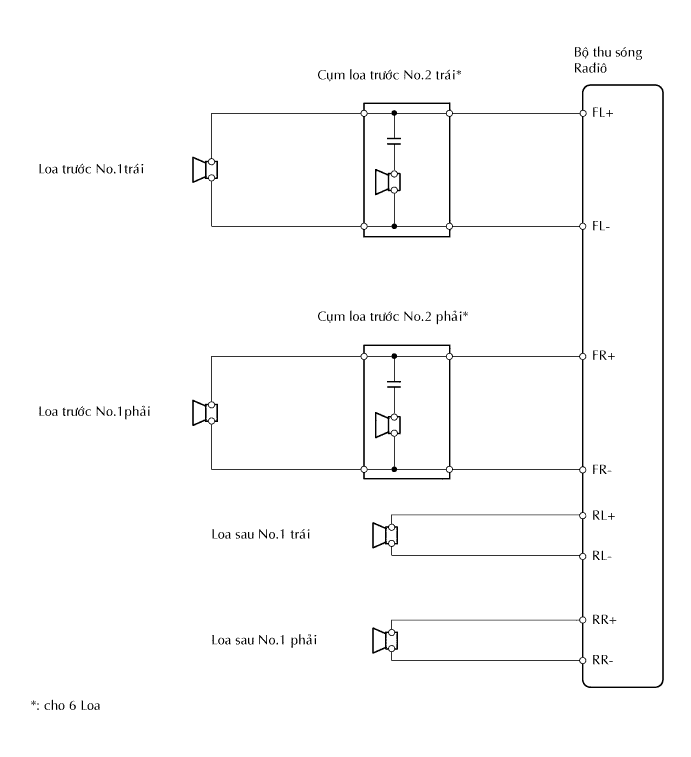 Bộ thu sóng
Radiô
Cụm loa trước No.2 trái*
FL+
Loa trước No.1trái
FL-
Cụm loa trước No.2 phải*
FR+
Loa trước No.1phải
FR-
RL+
Loa sau No.1 trái
RL-
RR+
Loa sau No.1 phải
RR-
*: cho 6 Loa